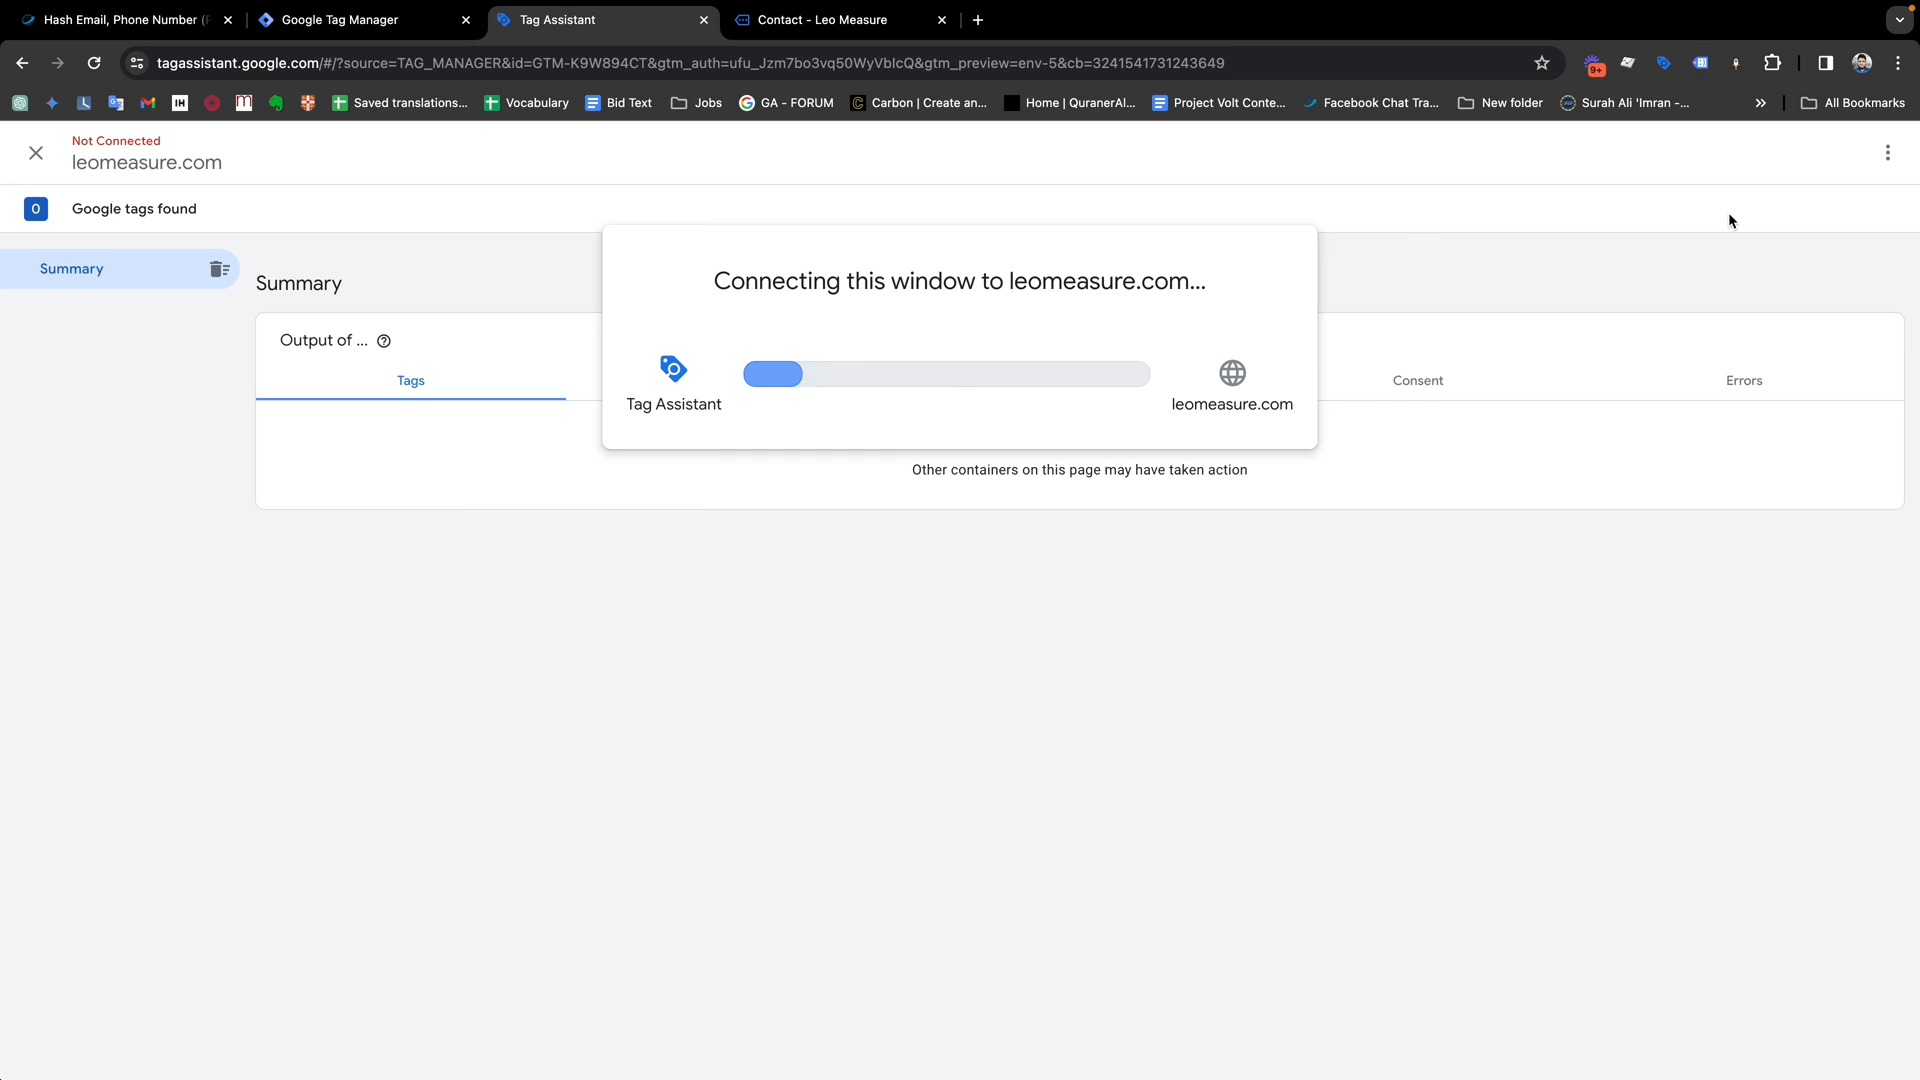 Hash Email, Phone Number (
Google Tag Manager
Tag Assistant
Contact - Leo Measure
tagassistant.google.com/#/?source=TAG_MANAGER&id=GTM-K9W894CT&gtm_auth=ufu_Jzm7bo3vq50WyVblcQ&gtm_preview=env-5&cb=3241541731243649
9+
IH
Saved translations...
Vocabulary
Bid Text
Jobs
GA - FORUM
Carbon | Create an...
Home | QuranerAl...
Project Volt Conte...
Facebook Chat Tra...
New folder
Surah Ali 'Imran -...
»
All Bookmarks
Not Connected
leomeasure.com
0
Google tags found
Summary
Summary
Connecting this window to leomeasure.com...
Output of ...
Tag Assistant
leomeasure.com
Tags
Consent
Errors
Other containers on this page may have taken action